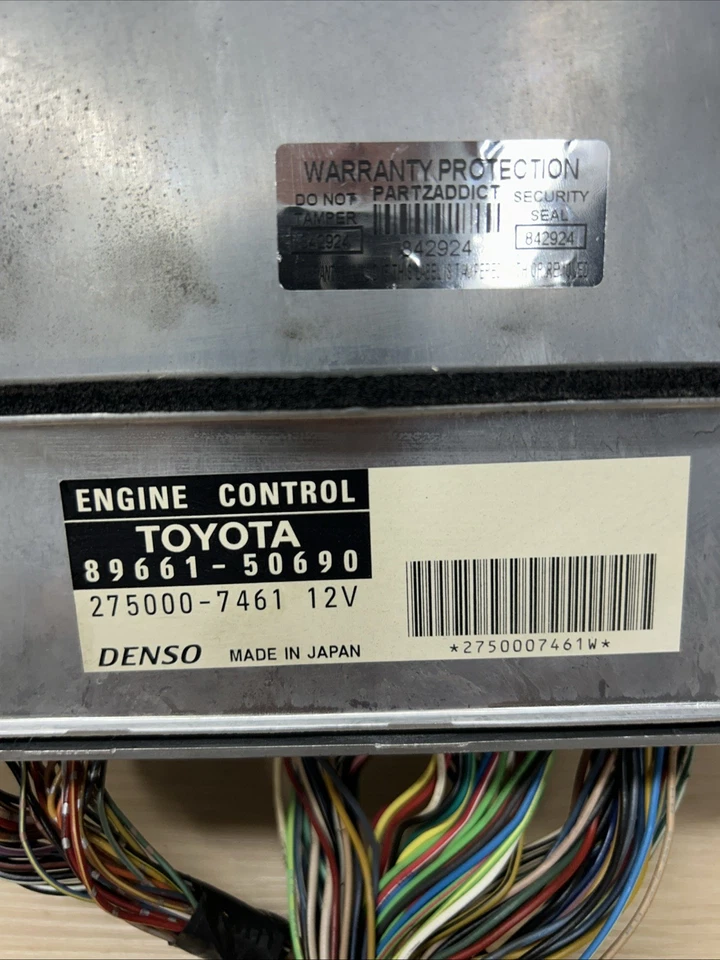 WARRANTY PROTECTION
DO NOT PARTZADDICT SECURITY
TAMPER SEAL
842924 842924 842924
ENGINE CONTROL
TOYOTA
89661-50690
275000-7461 12V
DENSO MADE IN JAPAN
*2750007461W*